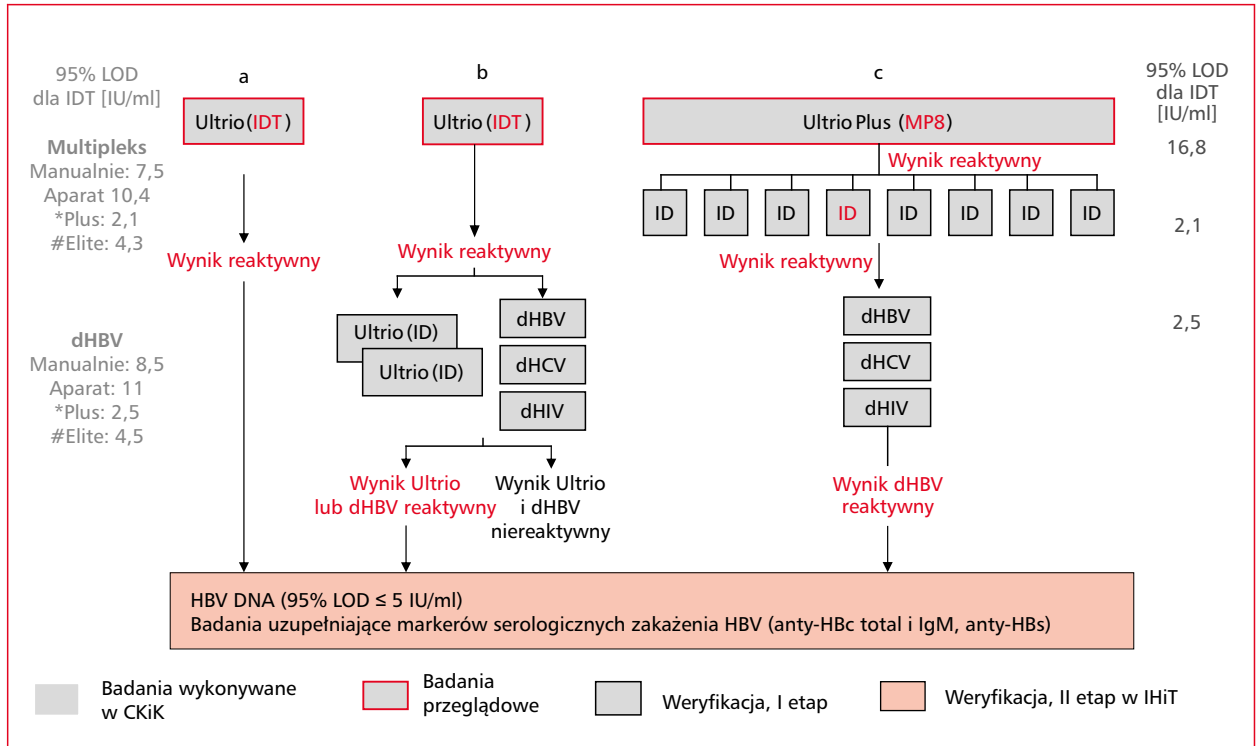 95% LOD
dla IDT [IU/ml]
Multipleks
Manualnie: 7,5
Aparat 10,4
*Plus: 2,1
#Elite: 4,3
dHBV
Manualnie: 8,5
Aparat: 11
*Plus: 2,5
#Elite: 4,5
a
Ultrio (IDT)
Wynik reaktywny
b
Ultrio (IDT)
Wynik reaktywny
Ultrio (ID)
Ultrio (ID)
dHBV
dHCV
dHIV
Wynik Ultrio
lub dHBV reaktywny
Wynik Ultrio
i dHBV
niereaktywny
c
Ultrio Plus (MP8)
Wynik reaktywny
ID
ID
ID
ID
ID
ID
ID
ID
Wynik reaktywny
dHBV
dHCV
dHIV
Wynik dHBV
reaktywny
95% LOD
dla IDT
[IU/ml]
16,8
2,1
2,5
HBV DNA (95% LOD ≤ 5 IU/ml)
Badania uzupełniające markerów serologicznych zakażenia HBV (anty-HBc total i IgM, anty-HBs)
Badania wykonywane
w CKiK
Badania
przeglądowe
Weryfikacja, I etap
Weryfikacja, II etap w IHiT